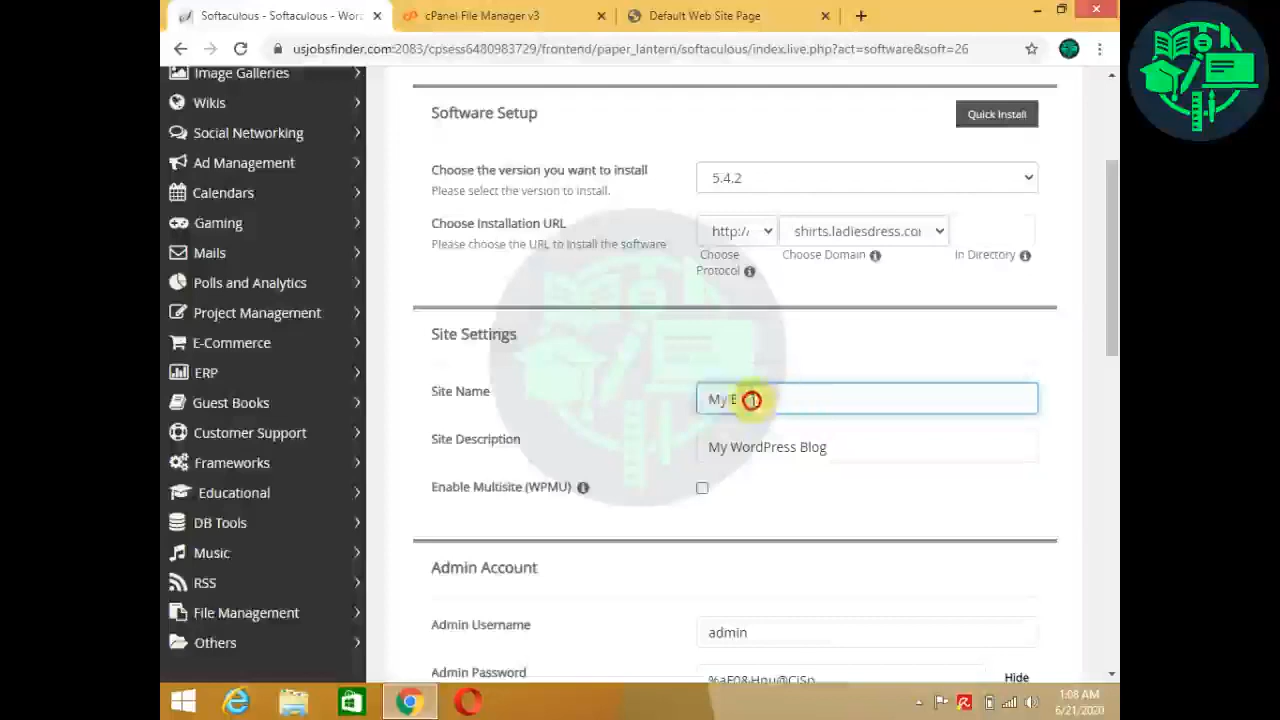 Softaculous - Softaculous - Wor
cPanel File Manager v3
Default Web Site Page
usjobsfinder.com:2083/cpsess6480983729/frontend/paper_lantern/softaculous/index.live.php?act=software&soft=26
Image Galleries
Wikis
Social Networking
Ad Management
Calendars
Gaming
Mails
Polls and Analytics
Project Management
E-Commerce
ERP
Guest Books
Customer Support
Frameworks
Educational
DB Tools
Music
RSS
File Management
Others
Software Setup
Quick Install
Choose the version you want to install
Please select the version to install.
5.4.2
Choose Installation URL
Please choose the URL to install the software
http://
shirts.ladiesdress.co
Choose Protocol
Choose Domain
In Directory
Site Settings
Site Name
My
Site Description
My WordPress Blog
Enable Multisite (WPMU)
Admin Account
Admin Username
admin
Admin Password
Hide
1:08 AM
6/21/2020